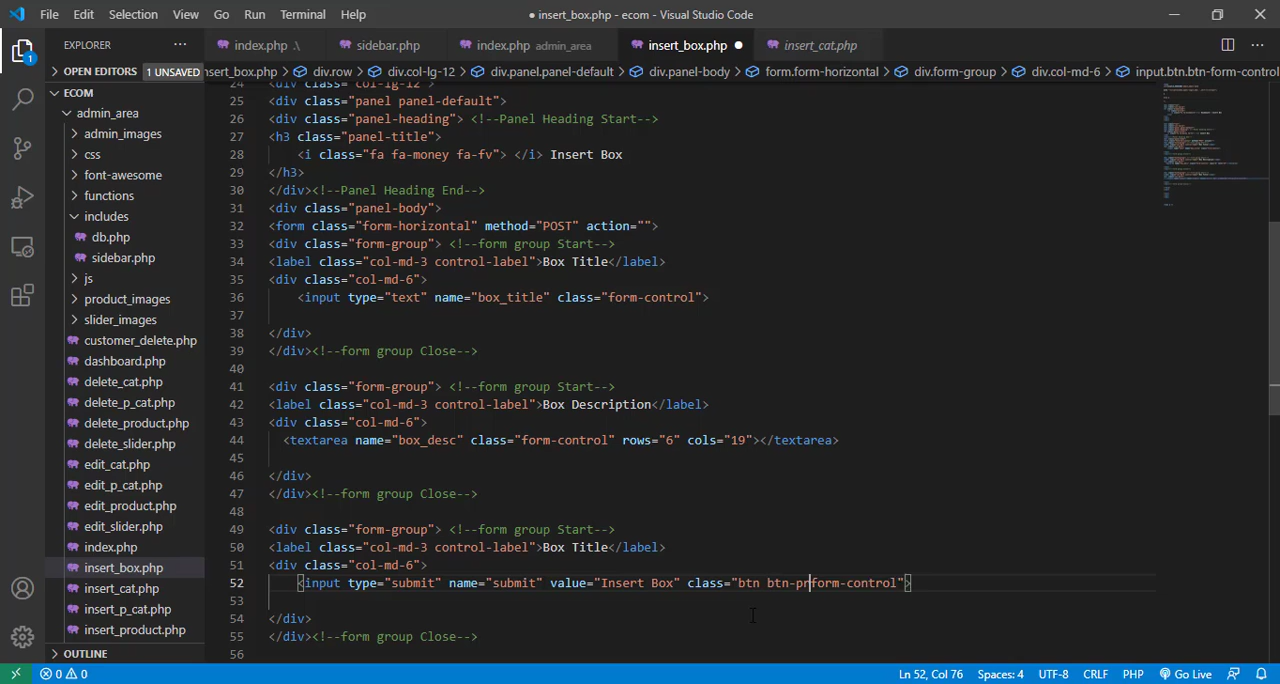 File Edit Selection View Go Run Terminal Help
● insert_box.php - ecom - Visual Studio Code
EXPLORER ...
index.php .\ sidebar.php index.php admin_area insert_box.php ● insert_cat.php ...
OPEN EDITORS 1 UNSAVED
nsert_box.php > div.row > div.col-lg-12 > div.panel.panel-default > div.panel-body > form.form-horizontal > div.form-group > div.col-md-6 > input.btn.btn-form-control
ECOM
admin_area
admin_images
css
font-awesome
functions
includes
db.php
sidebar.php
js
product_images
slider_images
customer_delete.php
dashboard.php
delete_cat.php
delete_p_cat.php
delete_product.php
delete_slider.php
edit_cat.php
edit_p_cat.php
edit_product.php
edit_slider.php
index.php
insert_box.php
insert_cat.php
insert_p_cat.php
insert_product.php
OUTLINE
24 <div class="col-lg-12">
25 <div class="panel panel-default">
26 <div class="panel-heading"> <!--Panel Heading Start-->
27 <h3 class="panel-title">
28 <i class="fa fa-money fa-fv"> </i> Insert Box
29 </h3>
30 </div><!--Panel Heading End-->
31 <div class="panel-body">
32 <form class="form-horizontal" method="POST" action="">
33 <div class="form-group"> <!--form group Start-->
34 <label class="col-md-3 control-label">Box Title</label>
35 <div class="col-md-6">
36 <input type="text" name="box_title" class="form-control">
37
38 </div>
39 </div><!--form group Close-->
40
41 <div class="form-group"> <!--form group Start-->
42 <label class="col-md-3 control-label">Box Description</label>
43 <div class="col-md-6">
44 <textarea name="box_desc" class="form-control" rows="6" cols="19"></textarea>
45
46 </div>
47 </div><!--form group Close-->
48
49 <div class="form-group"> <!--form group Start-->
50 <label class="col-md-3 control-label">Box Title</label>
51 <div class="col-md-6">
52 <input type="submit" name="submit" value="Insert Box" class="btn btn-prform-control">
53
54 </div>
55 </div><!--form group Close-->
56
1
0 0 Ln 52, Col 76 Spaces: 4 UTF-8 CRLF PHP Go Live